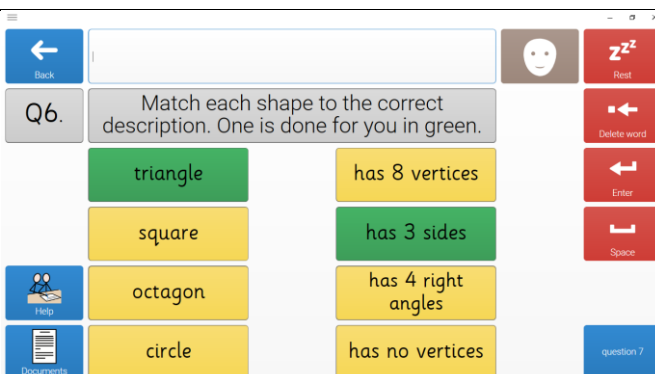 Back
zzz
Rest
Q6.
Match each shape to the correct
description. One is done for you in green.
Delete word
triangle
has 8 vertices
Enter
square
has 3 sides
Space
Help
octagon
has 4 right
angles
Documents
circle
has no vertices
question 7